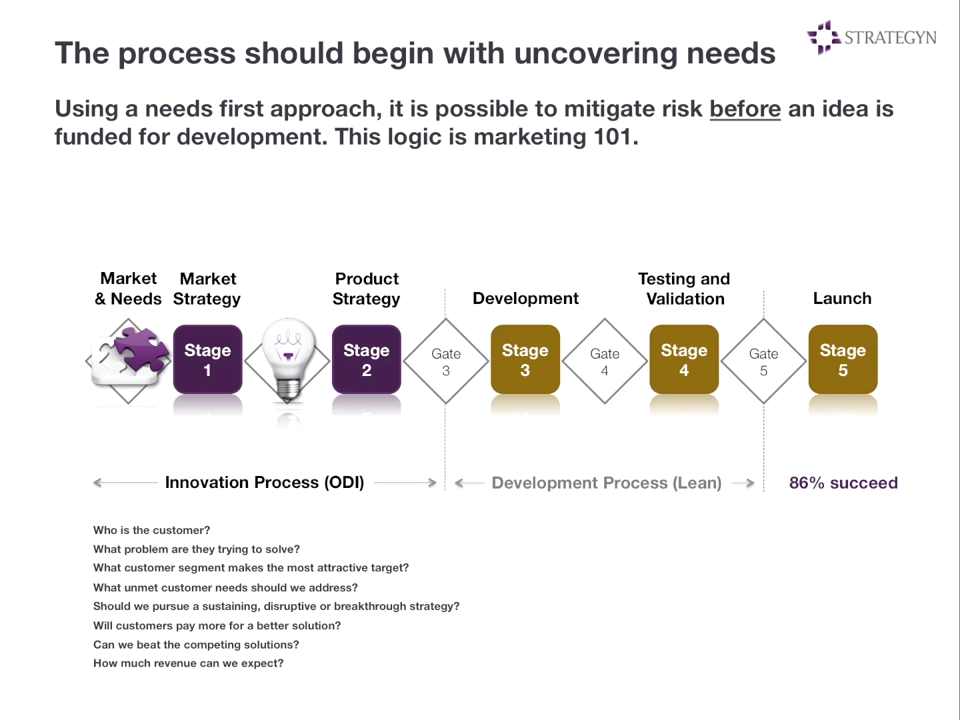 The process should begin with uncovering needs
STRATEGYN
Using a needs first approach, it is possible to mitigate risk before an idea is
funded for development. This logic is marketing 101.
Market
& Needs
Market
Strategy
Product
Strategy
Development
Testing and
Validation
Launch
Stage
1
Stage
2
Gate
3
Stage
3
Gate
4
Stage
4
Gate
5
Stage
5
Innovation Process (ODI)
Development Process (Lean)
86% succeed
Who is the customer?
What problem are they trying to solve?
What customer segment makes the most attractive target?
What unmet customer needs should we address?
Should we pursue a sustaining, disruptive or breakthrough strategy?
Will customers pay more for a better solution?
Can we beat the competing solutions?
How much revenue can we expect?